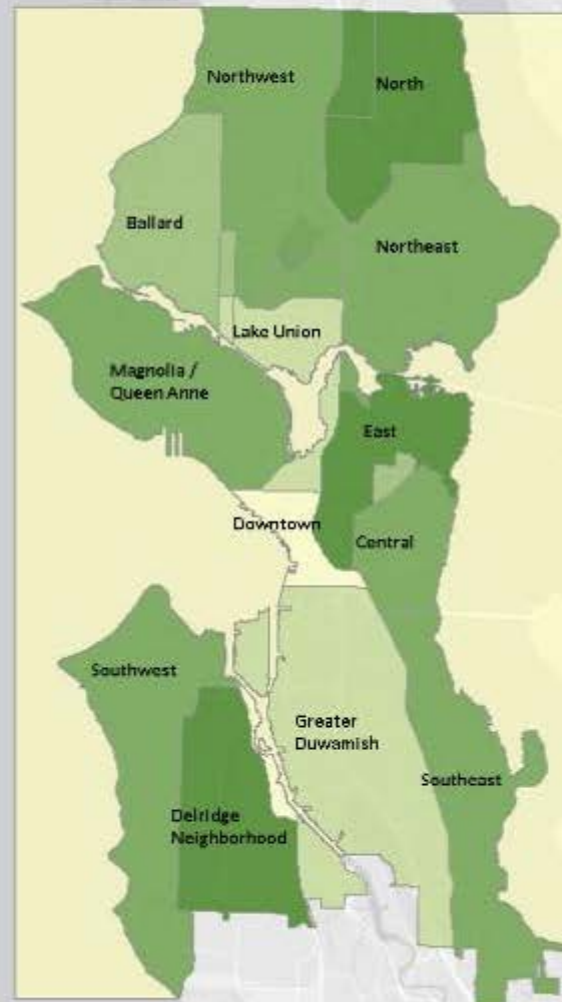 Northwest
North
Ballard
Northeast
Lake Union
Magnolia /
Queen Anne
East
Downtown
Central
Southwest
Greater
Duwamish
Southeast
Delridge
Neighborhood